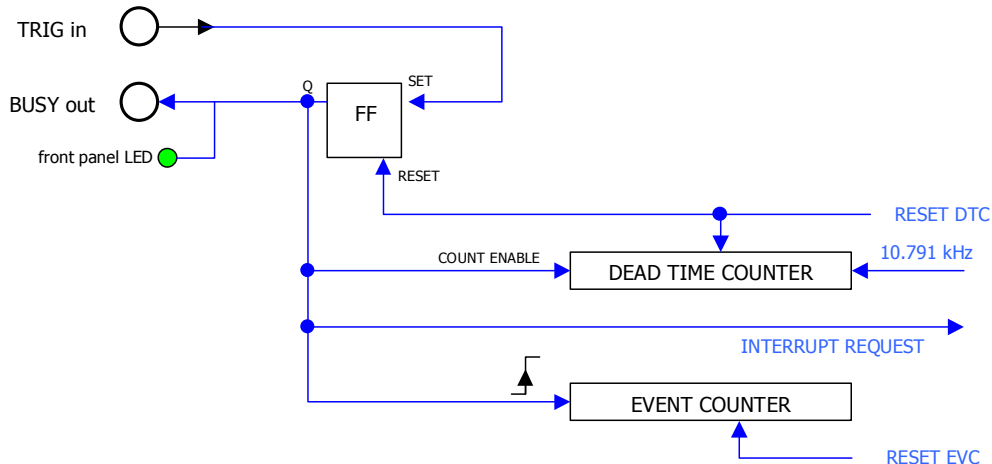 TRIG in
Q
SET
BUSY out
FF
front panel LED
RESET
RESET DTC
10.791 kHz
COUNT ENABLE
DEAD TIME COUNTER
INTERRUPT REQUEST
EVENT COUNTER
RESET EVC